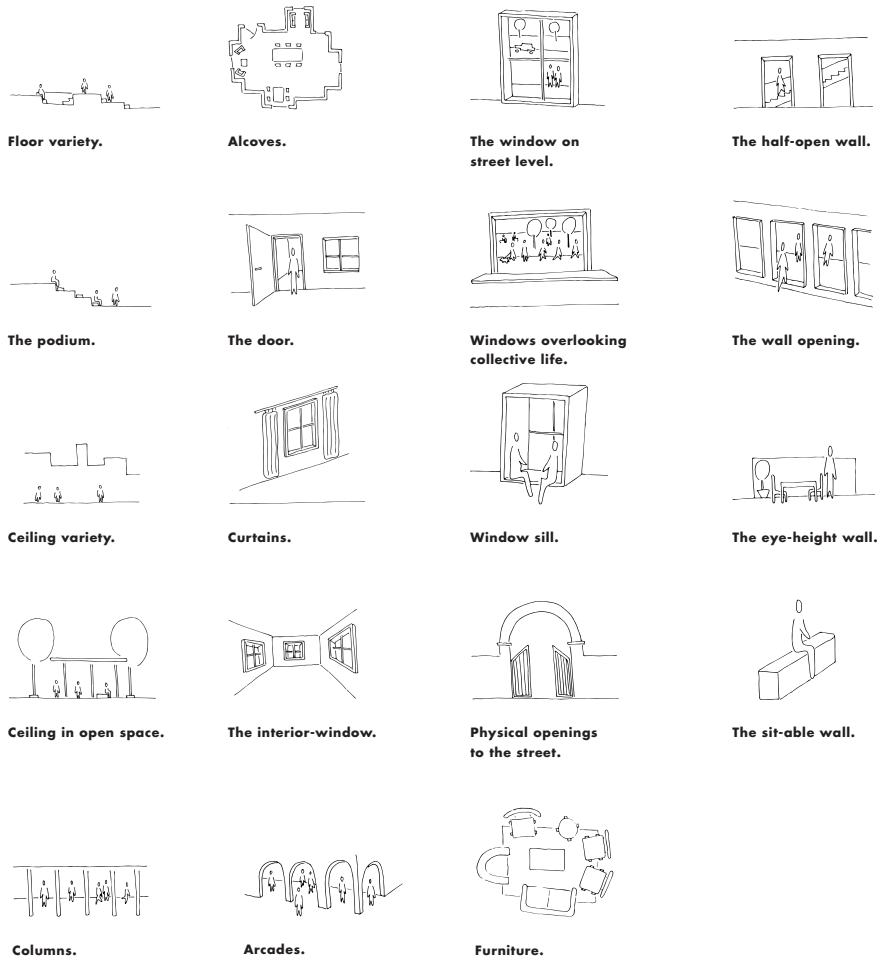 Floor variety.
Alcoves.
The window on
street level.
The half-open wall.
The podium.
The door.
Windows overlooking
collective life.
The wall opening.
Ceiling variety.
Curtains.
Window sill.
The eye-height wall.
Ceiling in open space.
The interior-window.
Physical openings
to the street.
The sit-able wall.
Columns.
Arcades.
Furniture.